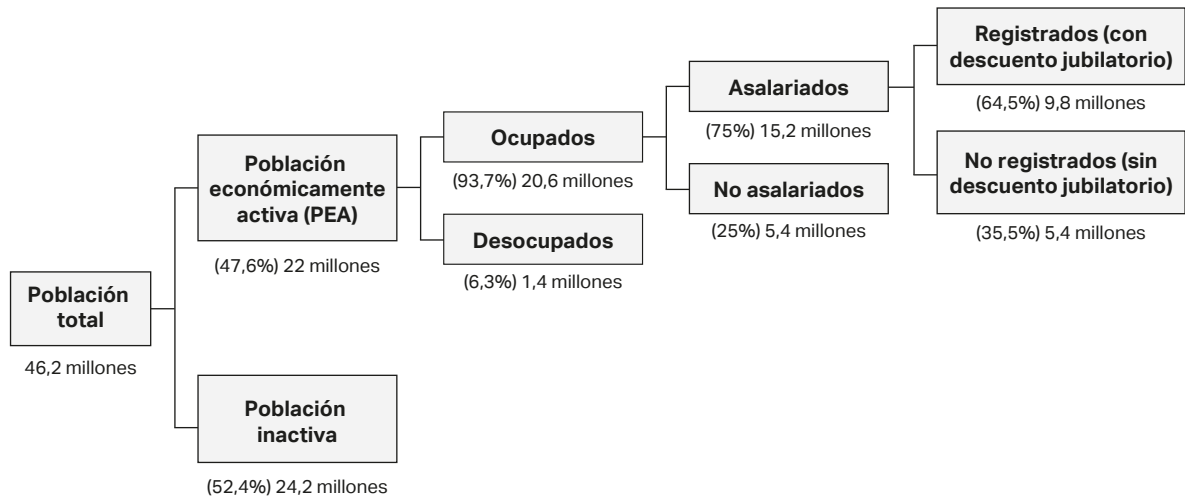 Población
total
46,2 millones
Población
económicamente
activa (PEA)
(47,6%) 22 millones
Población
inactiva
(52,4%) 24,2 millones
Ocupados
(93,7%) 20,6 millones
Desocupados
(6,3%) 1,4 millones
Asalariados
(75%) 15,2 millones
No asalariados
(25%) 5,4 millones
Registrados (con
descuento jubilatorio)
(64,5%) 9,8 millones
No registrados (sin
descuento jubilatorio)
(35,5%) 5,4 millones